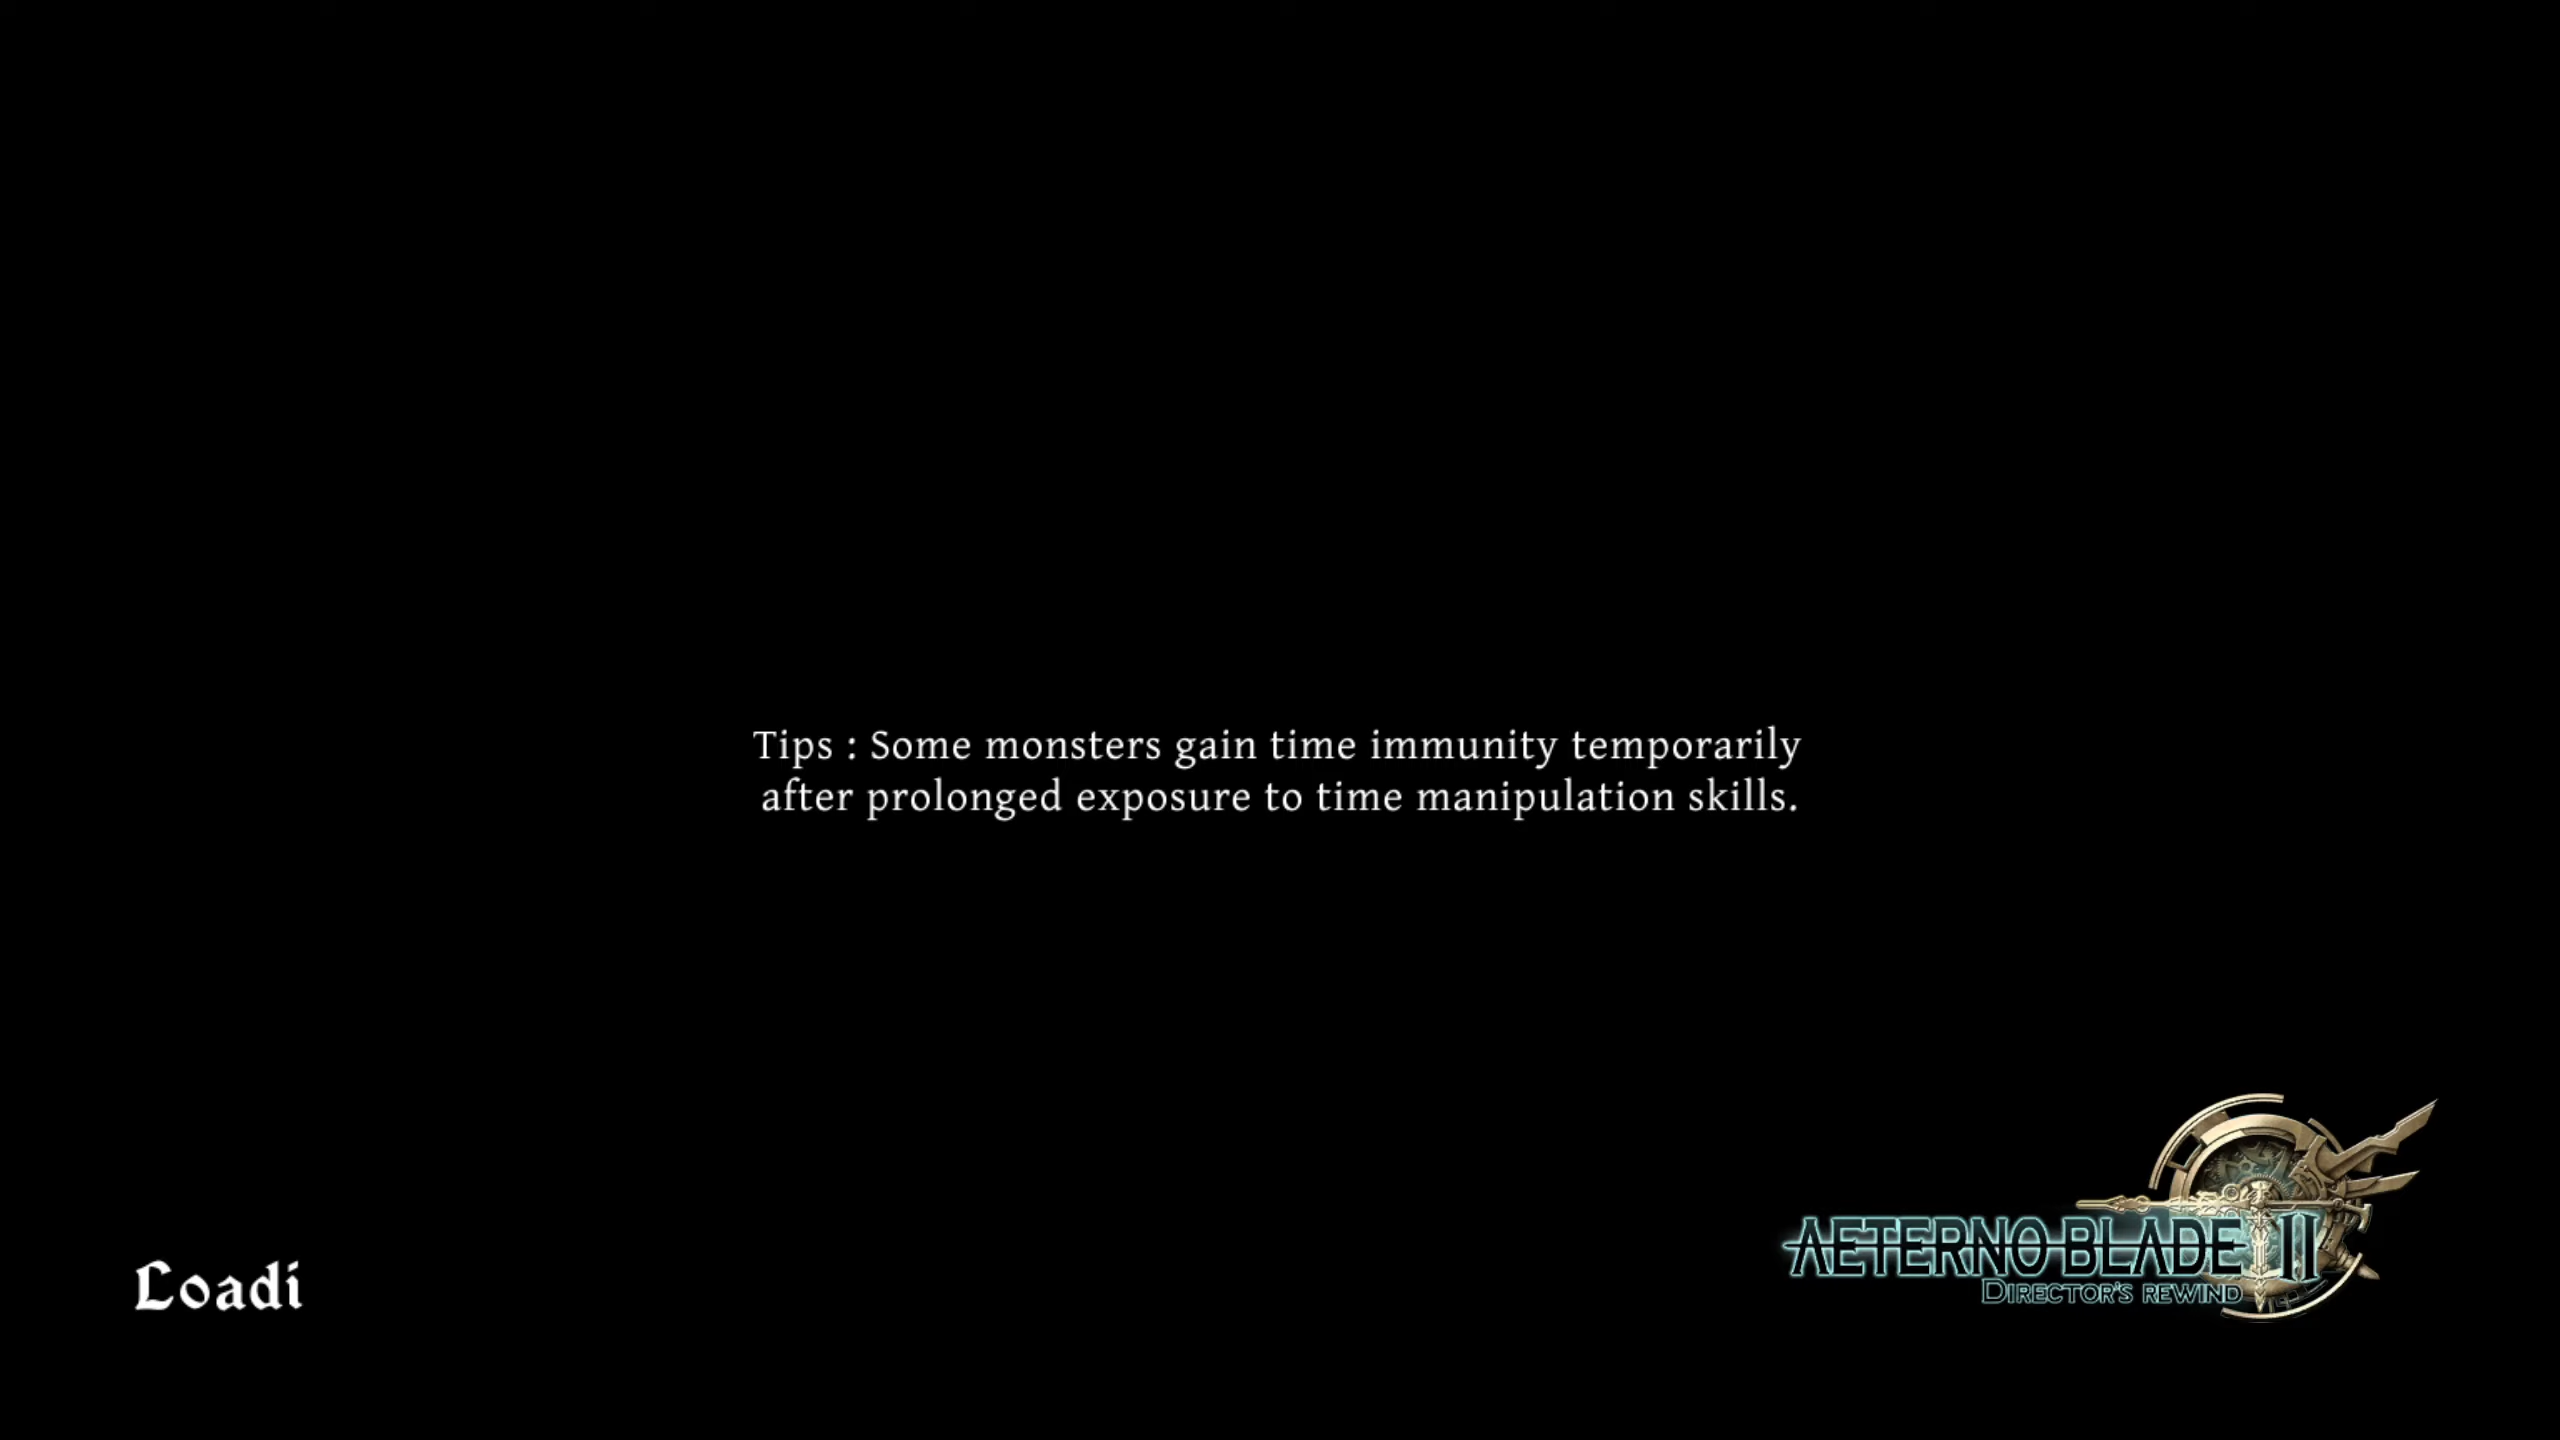 Tips : Some monsters gain time immunity temporarily
after prolonged exposure to time manipulation skills.
Loadi
AETERNO BLADE II
DIRECTOR'S REWIND